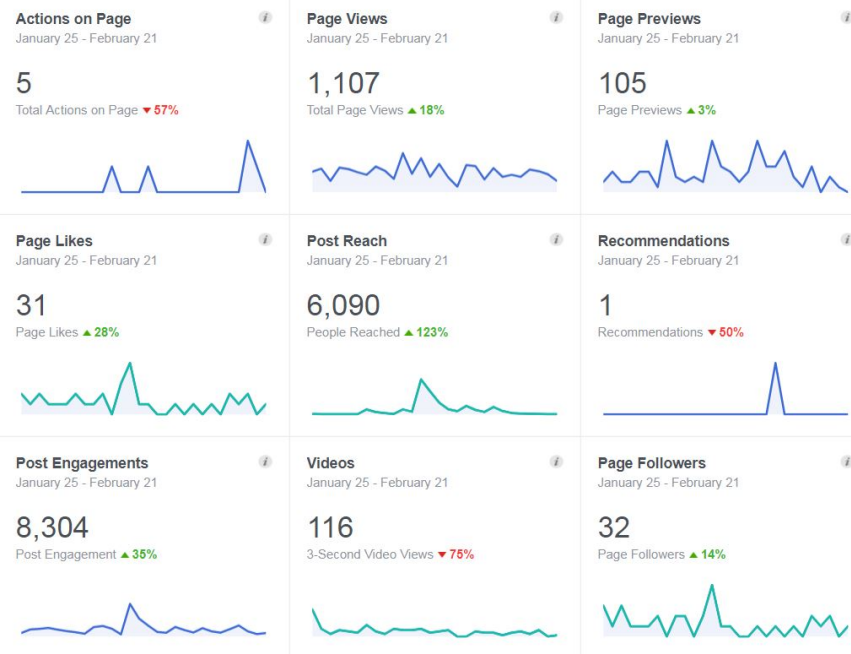 Actions on Page
January 25 - February 21
5
Total Actions on Page ▼ 57%
Page Views
January 25 - February 21
1,107
Total Page Views ▲ 18%
Page Previews
January 25 - February 21
105
Page Previews ▲ 3%
Page Likes
January 25 - February 21
31
Page Likes ▲ 28%
Post Reach
January 25 - February 21
6,090
People Reached ▲ 123%
Recommendations
January 25 - February 21
1
Recommendations ▼ 50%
Post Engagements
January 25 - February 21
8,304
Post Engagement ▲ 35%
Videos
January 25 - February 21
116
3-Second Video Views ▼ 75%
Page Followers
January 25 - February 21
32
Page Followers ▲ 14%